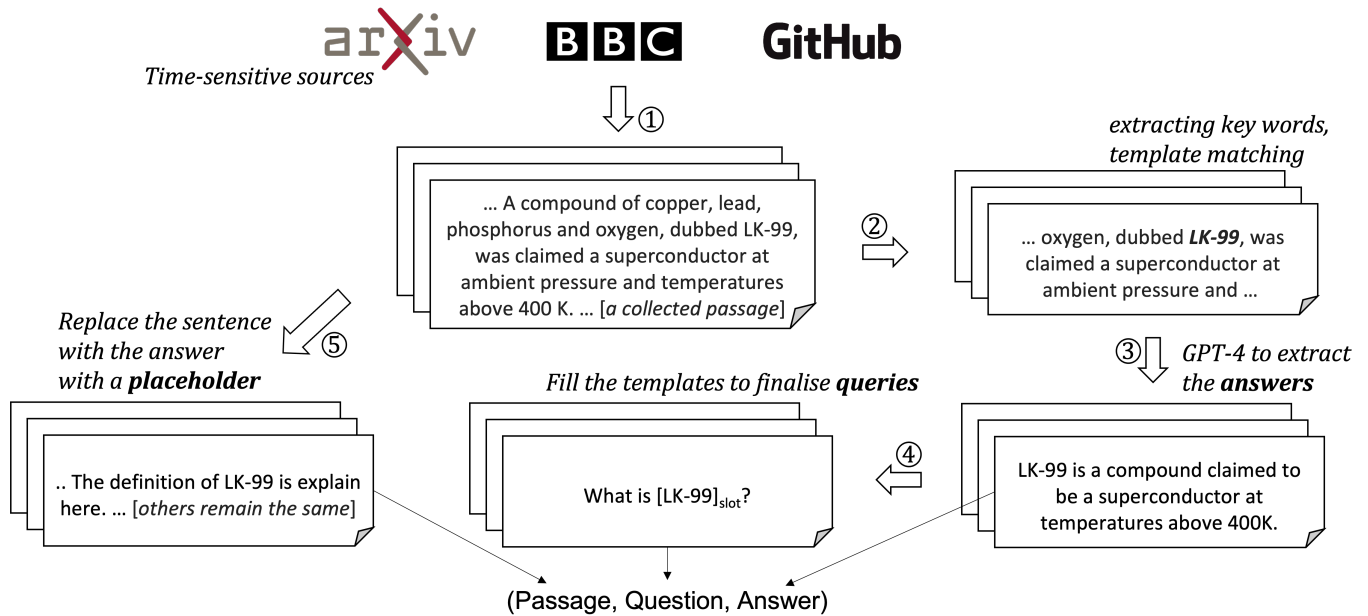 arXiv
BBC
GitHub
Time-sensitive sources
①
extracting key words,
template matching
… A compound of copper, lead,
phosphorus and oxygen, dubbed LK-99,
was claimed a superconductor at
ambient pressure and temperatures
above 400 K. … [a collected passage]
②
… oxygen, dubbed LK-99, was
claimed a superconductor at
ambient pressure and …
Replace the sentence
with the answer
with a placeholder
⑤
③
GPT-4 to extract
the answers
Fill the templates to finalise queries
.. The definition of LK-99 is explain
here. … [others remain the same]
What is [LK-99]slot?
④
LK-99 is a compound claimed to
be a superconductor at
temperatures above 400K.
(Passage, Question, Answer)